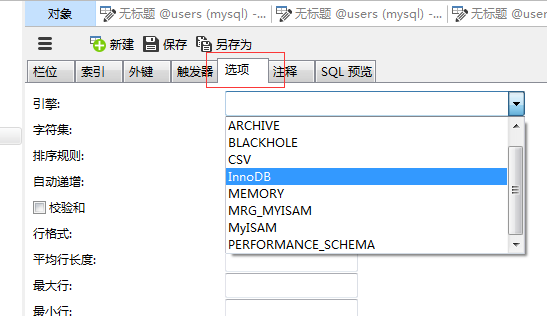 对象 无标题 @users (mysql) -... 无标题 @users (mysql) -... 无标题 @users (mysql) -
新建 保存 另存为
栏位 索引 外键 触发器 选项 注释 SQL 预览
引擎:
字符集:
排序规则:
自动递增:
校验和
行格式:
平均行长度:
最大行:
最小行:
ARCHIVE
BLACKHOLE
CSV
InnoDB
MEMORY
MRG_MYISAM
MyISAM
PERFORMANCE_SCHEMA